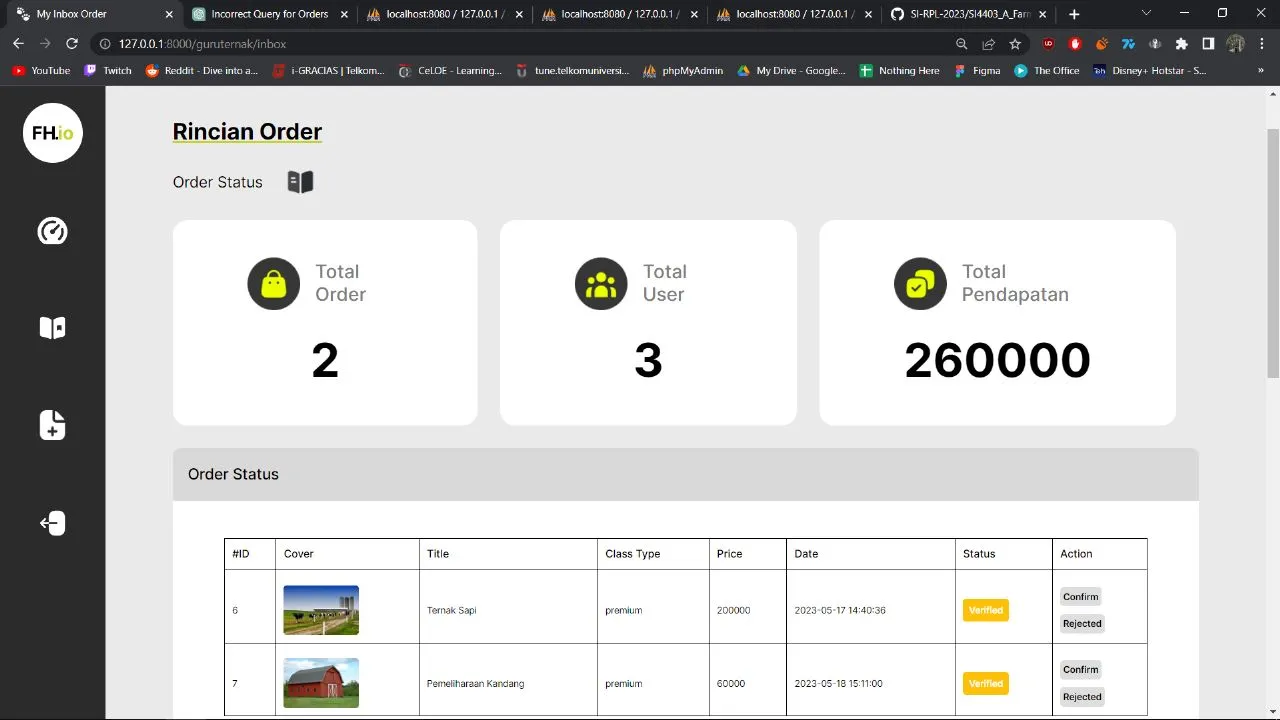 My Inbox Order
Incorrect Query for Orders
localhost:8080 / 127.0.0.1 /
localhost:8080 / 127.0.0.1 /
localhost:8080 / 127.0.0.1 /
SI-RPL-2023/SI4403_A_Farm
127.0.0.1:8000/guruternak/inbox
YouTube
Twitch
Reddit - Dive into a...
i-GRACIAS | Telkom...
CeLOE - Learning...
tune.telkomuniversi...
phpMyAdmin
My Drive - Google...
Nothing Here
Figma
The Office
Disney+ Hotstar - S...
»
FH.io
Rincian Order
Order Status
Total
Order
2
Total
User
3
Total
Pendapatan
260000
Order Status
#ID Cover Title Class Type Price Date Status Action
6 Ternak Sapi premium 200000 2023-05-17 14:40:36 Verified Confirm
Rejected
7 Pemeliharaan Kandang premium 60000 2023-05-18 15:11:00 Verified Confirm
Rejected